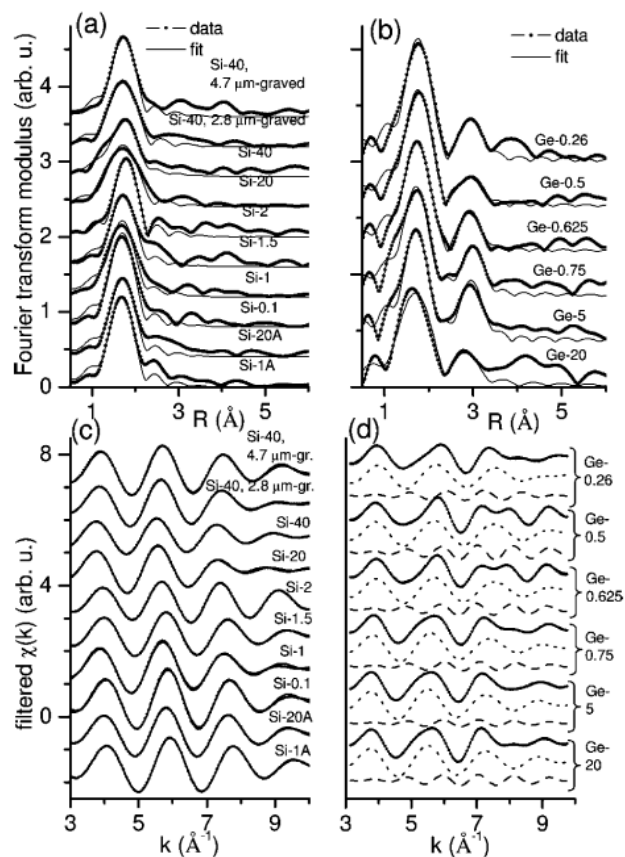 (a)
data
fit
Si-40,
4.7 μm-graved
Si-40, 2.8 μm-graved
Si-40
Si-20
Si-2
Si-1.5
Si-1
Si-0.1
Si-20A
Si-1A
Fourier transform modulus (arb. u.)
4
3
2
1
0
1
3
5
R (Å)
(b)
data
fit
Ge-0.26
Ge-0.5
Ge-0.625
Ge-0.75
Ge-5
Ge-20
1
3
5
R (Å)
(c)
Si-40,
4.7 μm-gr.
Si-40, 2.8 μm-gr.
Si-40
Si-20
Si-2
Si-1.5
Si-1
Si-0.1
Si-20A
Si-1A
filtered χ(k) (arb. u.)
8
4
0
3
5
7
9
k (Å⁻¹)
(d)
Ge-
0.26
Ge-
0.5
Ge-
0.625
Ge-
0.75
Ge-
5
Ge-
20
3
5
7
9
k (Å⁻¹)